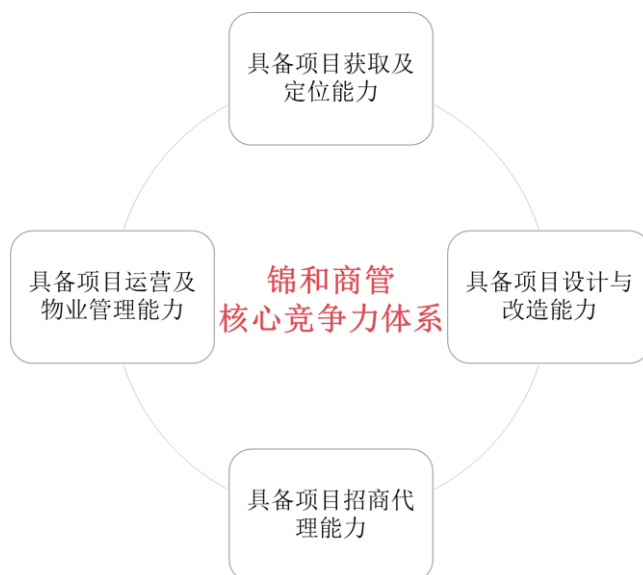 具备项目获取及
定位能力
具备项目运营及
物业管理能力
锦和商管
核心竞争力体系
具备项目设计与
改造能力
具备项目招商代
理能力